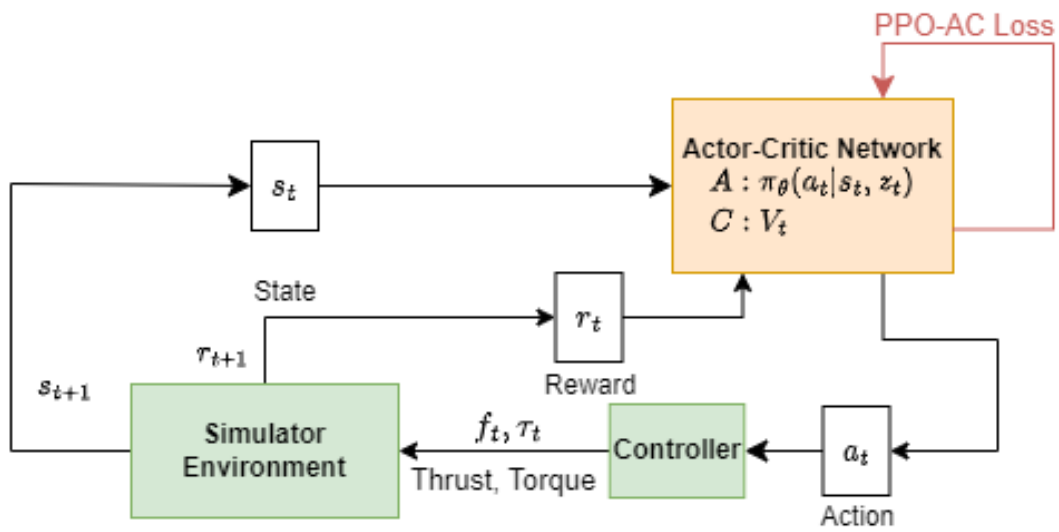 PPO-AC Loss
Actor-Critic Network
A : π_θ(a_t|s_t, z_t)
C : V_t
s_t
State
r_t
r_{t+1}
Reward
s_{t+1}
Simulator
Environment
f_t, τ_t
Thrust, Torque
Controller
a_t
Action